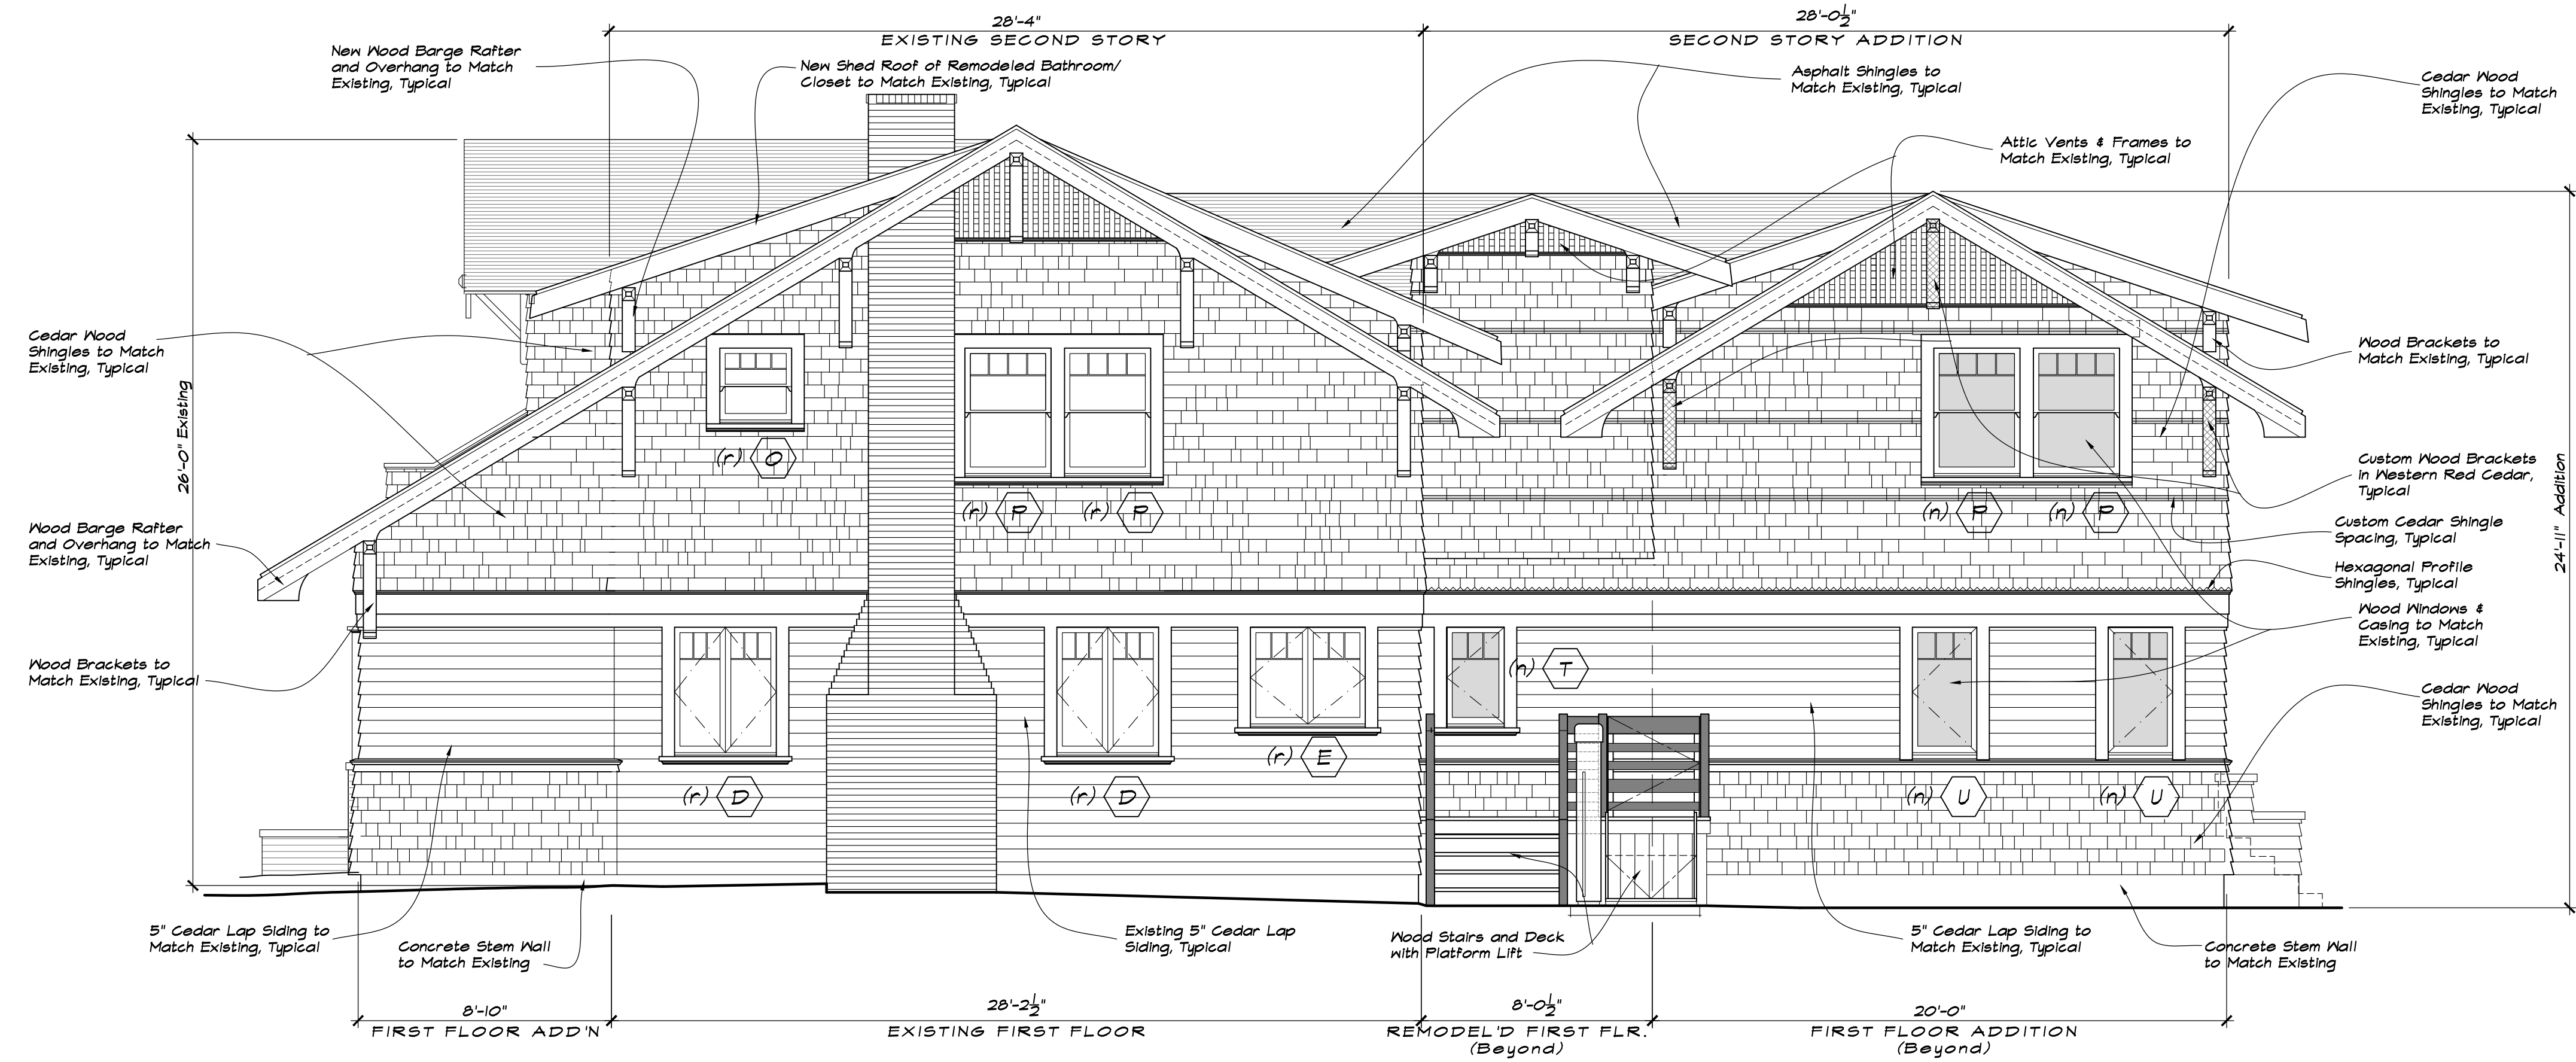 28'-4"
EXISTING SECOND STORY
28'-0½"
SECOND STORY ADDITION
New Wood Barge Rafter
and Overhang to Match
Existing, Typical
New Shed Roof of Remodeled Bathroom/
Closet to Match Existing, Typical
Asphalt Shingles to
Match Existing, Typical
Cedar Wood
Shingles to Match
Existing, Typical
Attic Vents & Frames to
Match Existing, Typical
Cedar Wood
Shingles to Match
Existing, Typical
26'-0" Existing
Wood Brackets to
Match Existing, Typical
(r) O
(r) P
(r) P
(n) P
(n) P
Custom Wood Brackets
in Western Red Cedar,
Typical
24'-11" Addition
Wood Barge Rafter
and Overhang to Match
Existing, Typical
Custom Cedar Shingle
Spacing, Typical
Hexagonal Profile
Shingles, Typical
Wood Windows &
Casing to Match
Existing, Typical
Wood Brackets to
Match Existing, Typical
(n) T
Cedar Wood
Shingles to Match
Existing, Typical
(r) E
(r) D
(r) D
(n) U
(n) U
5" Cedar Lap Siding to
Match Existing, Typical
Concrete Stem Wall
to Match Existing
Existing 5" Cedar Lap
Siding, Typical
Wood Stairs and Deck
with Platform Lift
5" Cedar Lap Siding to
Match Existing, Typical
Concrete Stem Wall
to Match Existing
8'-10"
FIRST FLOOR ADD'N
28'-2½"
EXISTING FIRST FLOOR
8'-0½"
REMODEL'D FIRST FLR.
(Beyond)
20'-0"
FIRST FLOOR ADDITION
(Beyond)